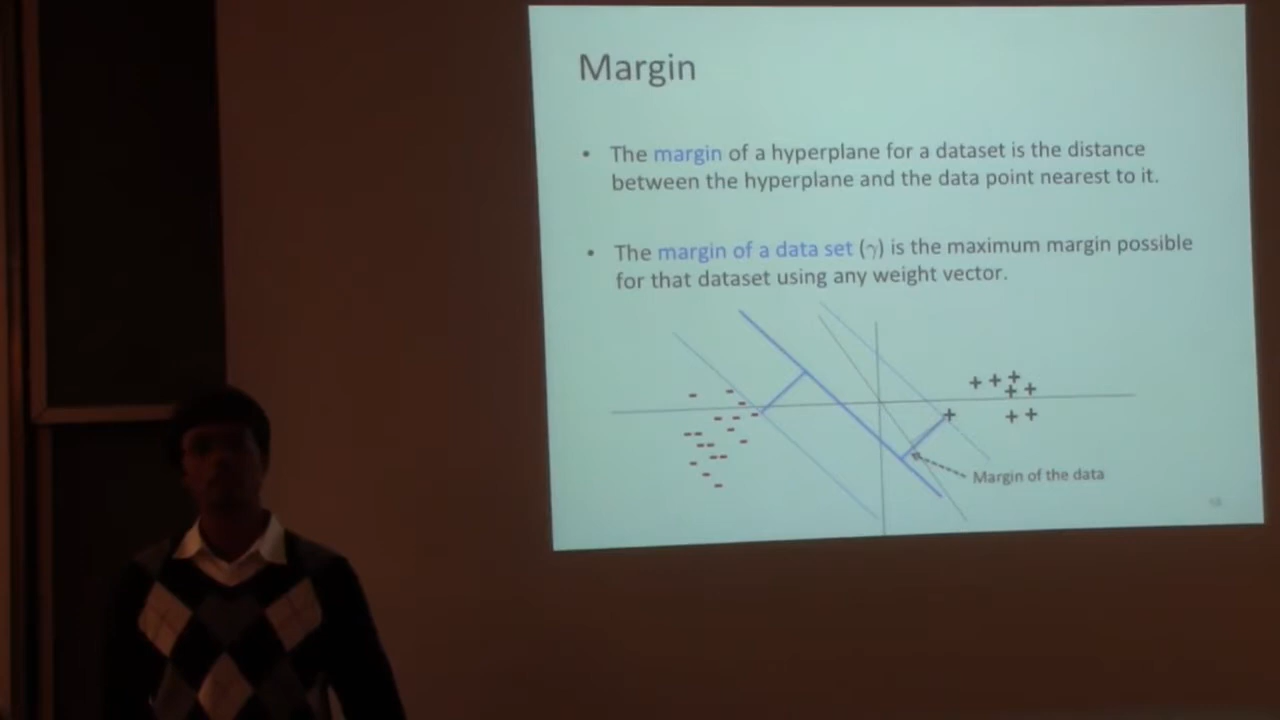 Margin
• The margin of a hyperplane for a dataset is the distance
between the hyperplane and the data point nearest to it.
• The margin of a data set (γ) is the maximum margin possible
for that dataset using any weight vector.
Margin of the data